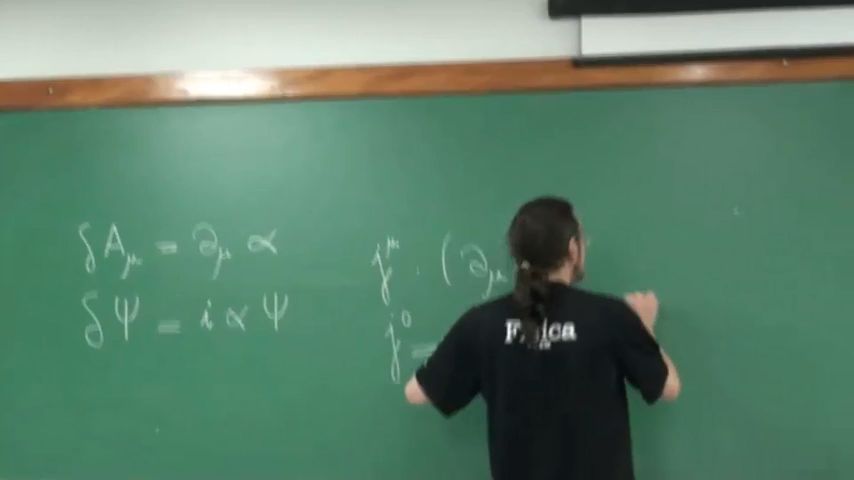 δA_μ = ∂_μ α
δΨ = i α Ψ
j^μ · (∂_μ
j^0 =
Física